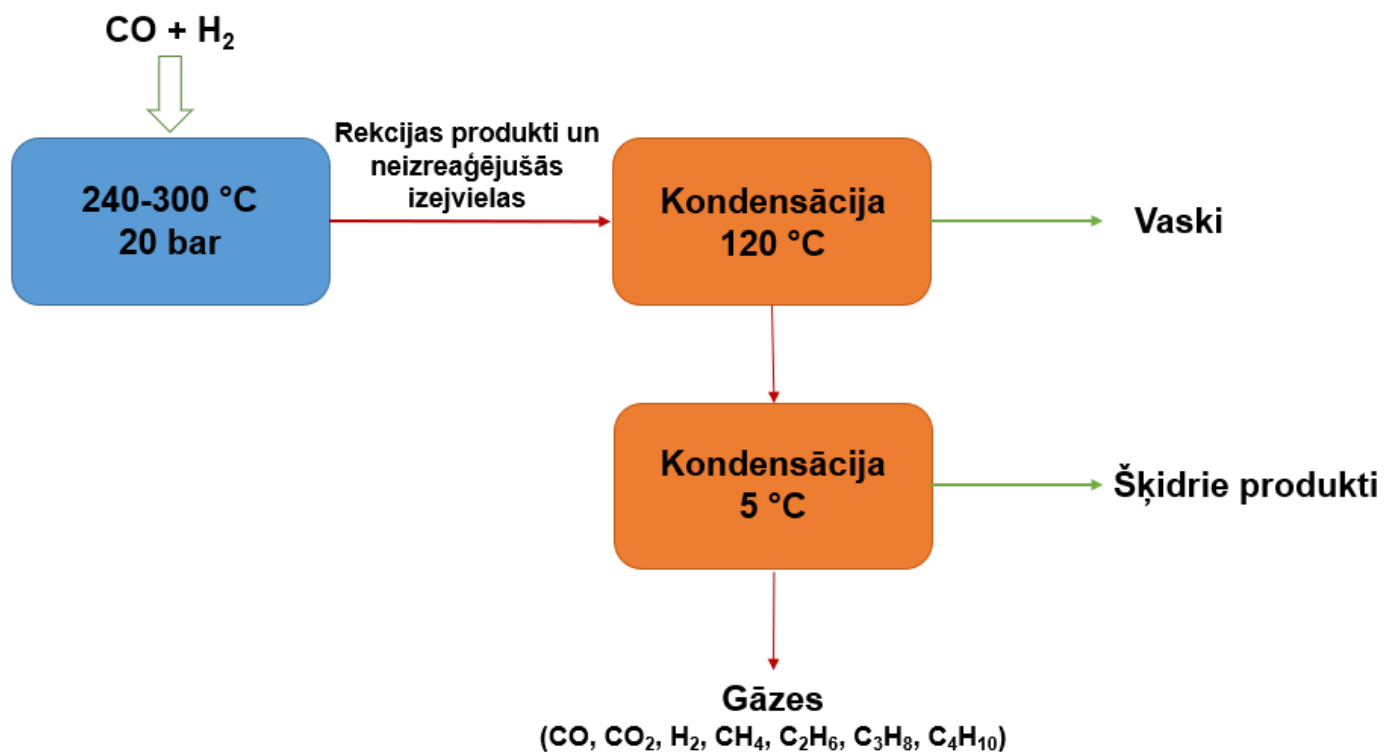 CO + H₂
240-300 °C
20 bar
Rekcijas produkti un
neizreaģējušās
izejvielas
Kondensācija
120 °C
Vaski
Kondensācija
5 °C
Šķidrie produkti
Gāzes
(CO, CO₂, H₂, CH₄, C₂H₆, C₃H₈, C₄H₁₀)